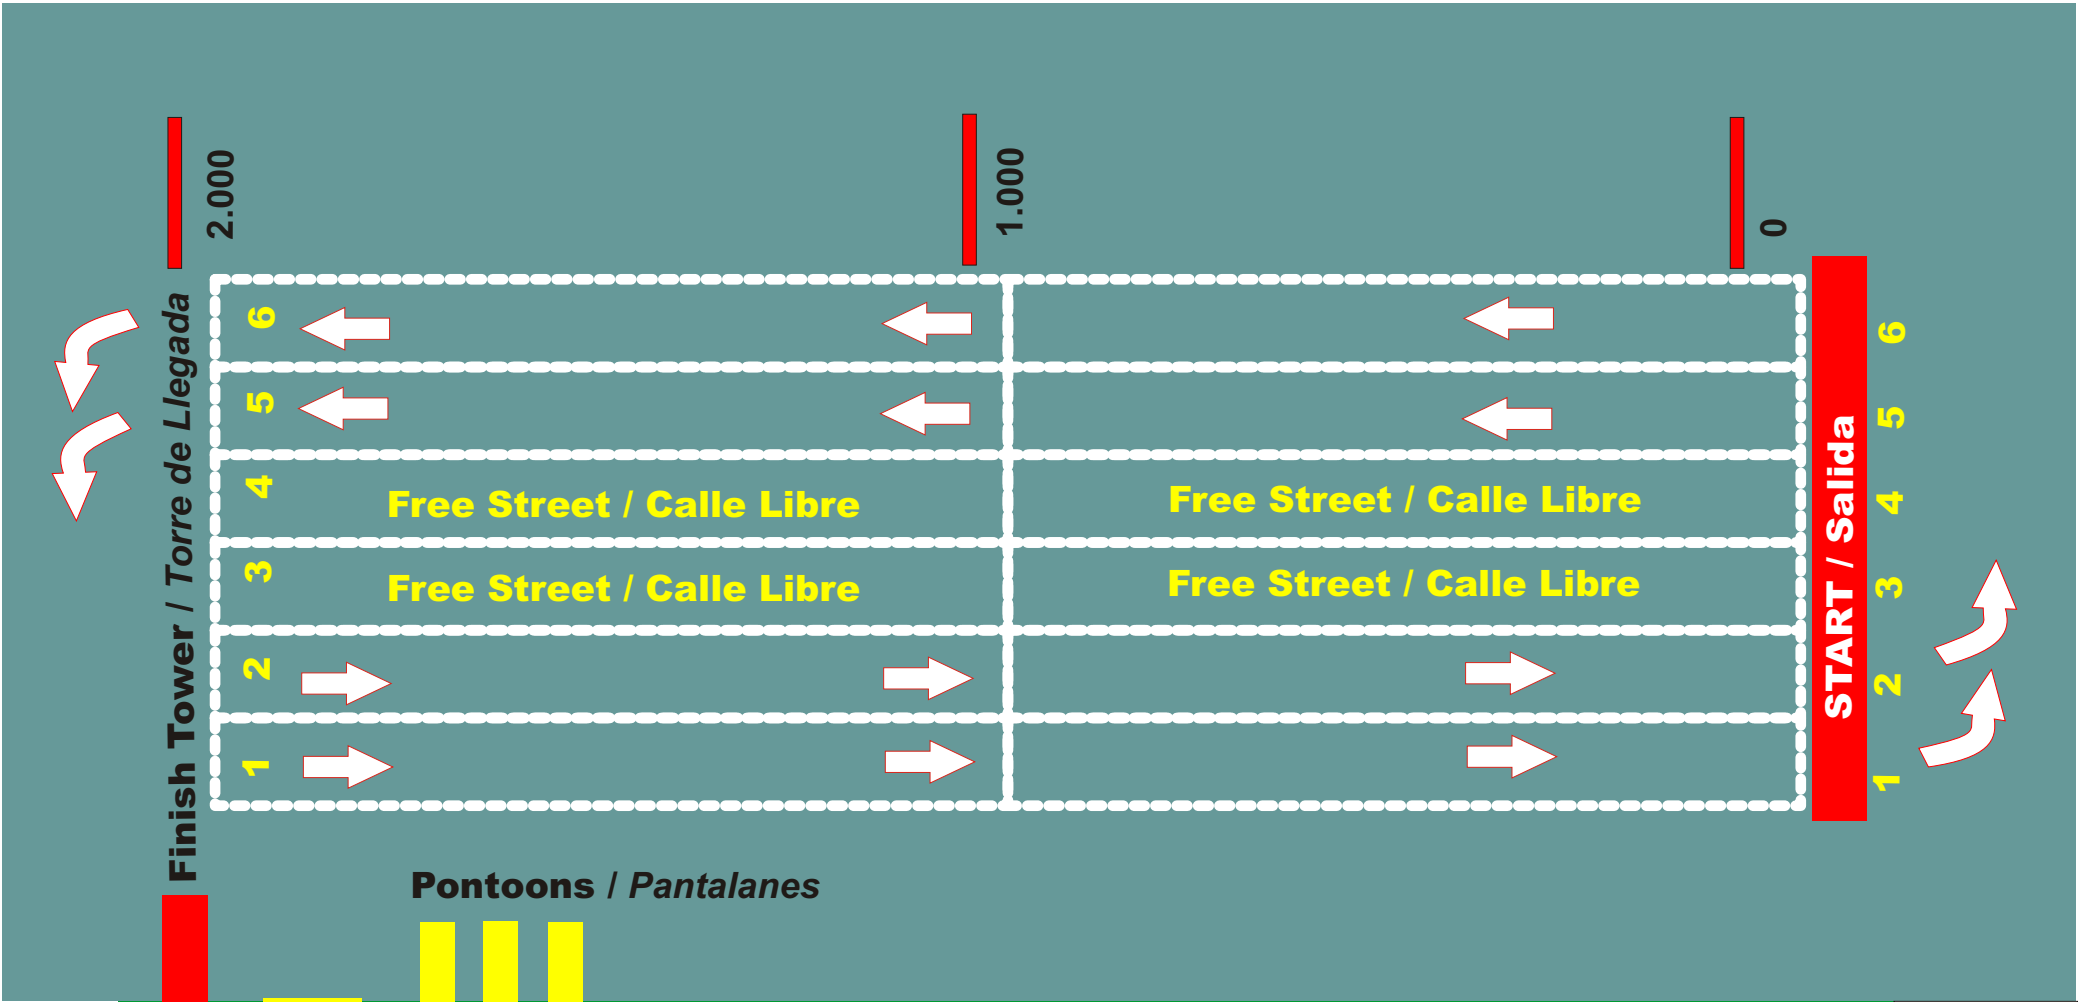 2.000
1.000
0
Finish Tower / Torre de Llegada
6
5
4
3
2
1
Free Street / Calle Libre
Free Street / Calle Libre
Free Street / Calle Libre
Free Street / Calle Libre
START / Salida
6
5
4
3
2
1
Pontoons / Pantalanes